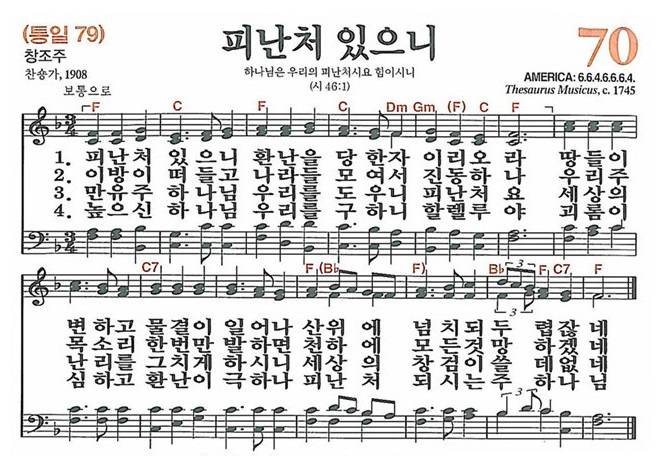 (통일 79)
창조주
찬송가, 1908
피난처 있으니
하나님은 우리의 피난처시요 힘이시니
(시 46:1)
70
AMERICA: 6.6.4.6.6.6.4.
Thesaurus Musicus, c. 1745
보통으로
F C F C Dm Gm (F) C F
1. 피난처 있으니 환난을 당한자 이리오라 땅들이
2. 이방이 떠들고 나라들 모여서 진동하나 우리주
3. 만유주 하나님 우리를 도우니 피난처요 세상의
4. 높으신 하나님 우리를 구하니 할렐루야 괴롬이
C7 F (Bb F) Bb F C7 F
변하고 물결이 일어나 산위에 넘치되 두렵잖네
목소리 한번만 발하면 천하에 모든것 망하겠네
난리를 그치게 하시니 세상의 창검이 쓸데없네
심하고 환난이 극하나 피난처 되시는 주 하나님